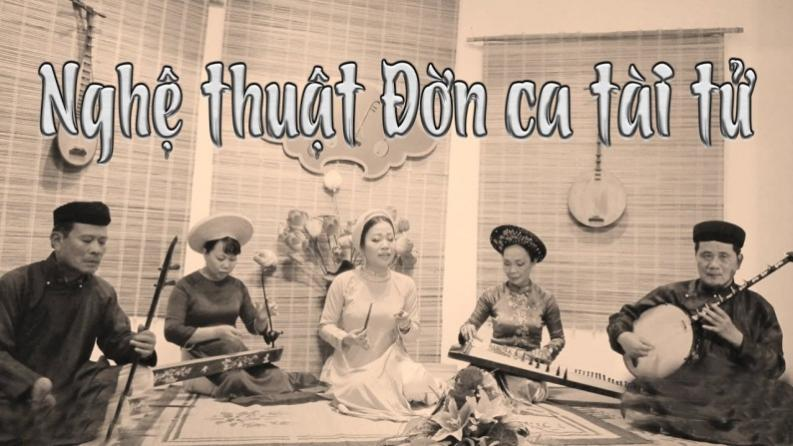 Nghệ thuật Đờn ca tài tử